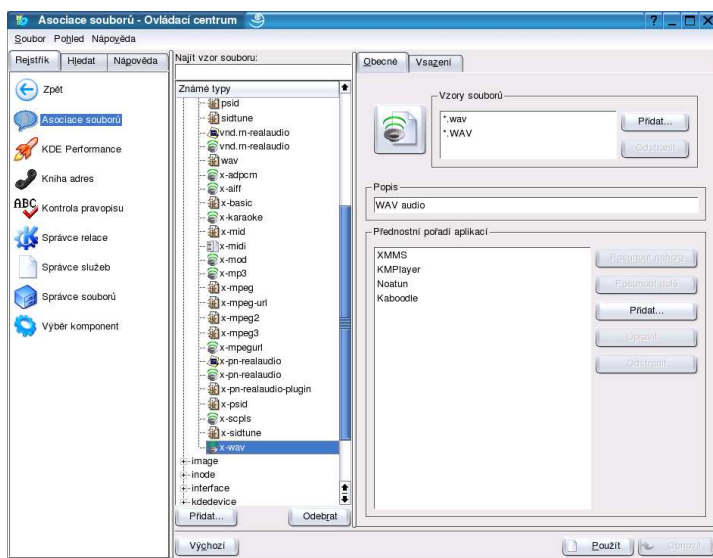 Asociace souborů - Ovládací centrum
Soubor Pohled Nápověda
Rejstřík Hledat Nápověda
Zpět
Asociace souborů
KDE Performance
Kniha adres
ABC Kontrola pravopisu
Správce relace
Správce služeb
Správce souborů
Výběr komponent
Najít vzor souboru:
Známé typy
psid
sidtune
vnd.rn-realaudio
vnd.rn-realaudio
wav
x-adpcm
x-aiff
x-basic
x-karaoke
x-mid
x-midi
x-mod
x-mp3
x-mpeg
x-mpeg-url
x-mpeg2
x-mpeg3
x-mpegurl
x-pn-realaudio
x-pn-realaudio
x-pn-realaudio-plugin
x-psid
x-scpls
x-sidtune
x-wav
image
inode
interface
kdedevice
Přidat... Odebrat
Obecné Vsazení
Vzory souborů
*.wav
*.WAV
Přidat...
Odstranit
Popis
WAV audio
Přednostní pořadí aplikací
XMMS
KMPlayer
Noatun
Kaboodle
Posunout nahoru
Posunout dolů
Přidat...
Upravit...
Odstranit
Výchozí
Použít
Obnovit